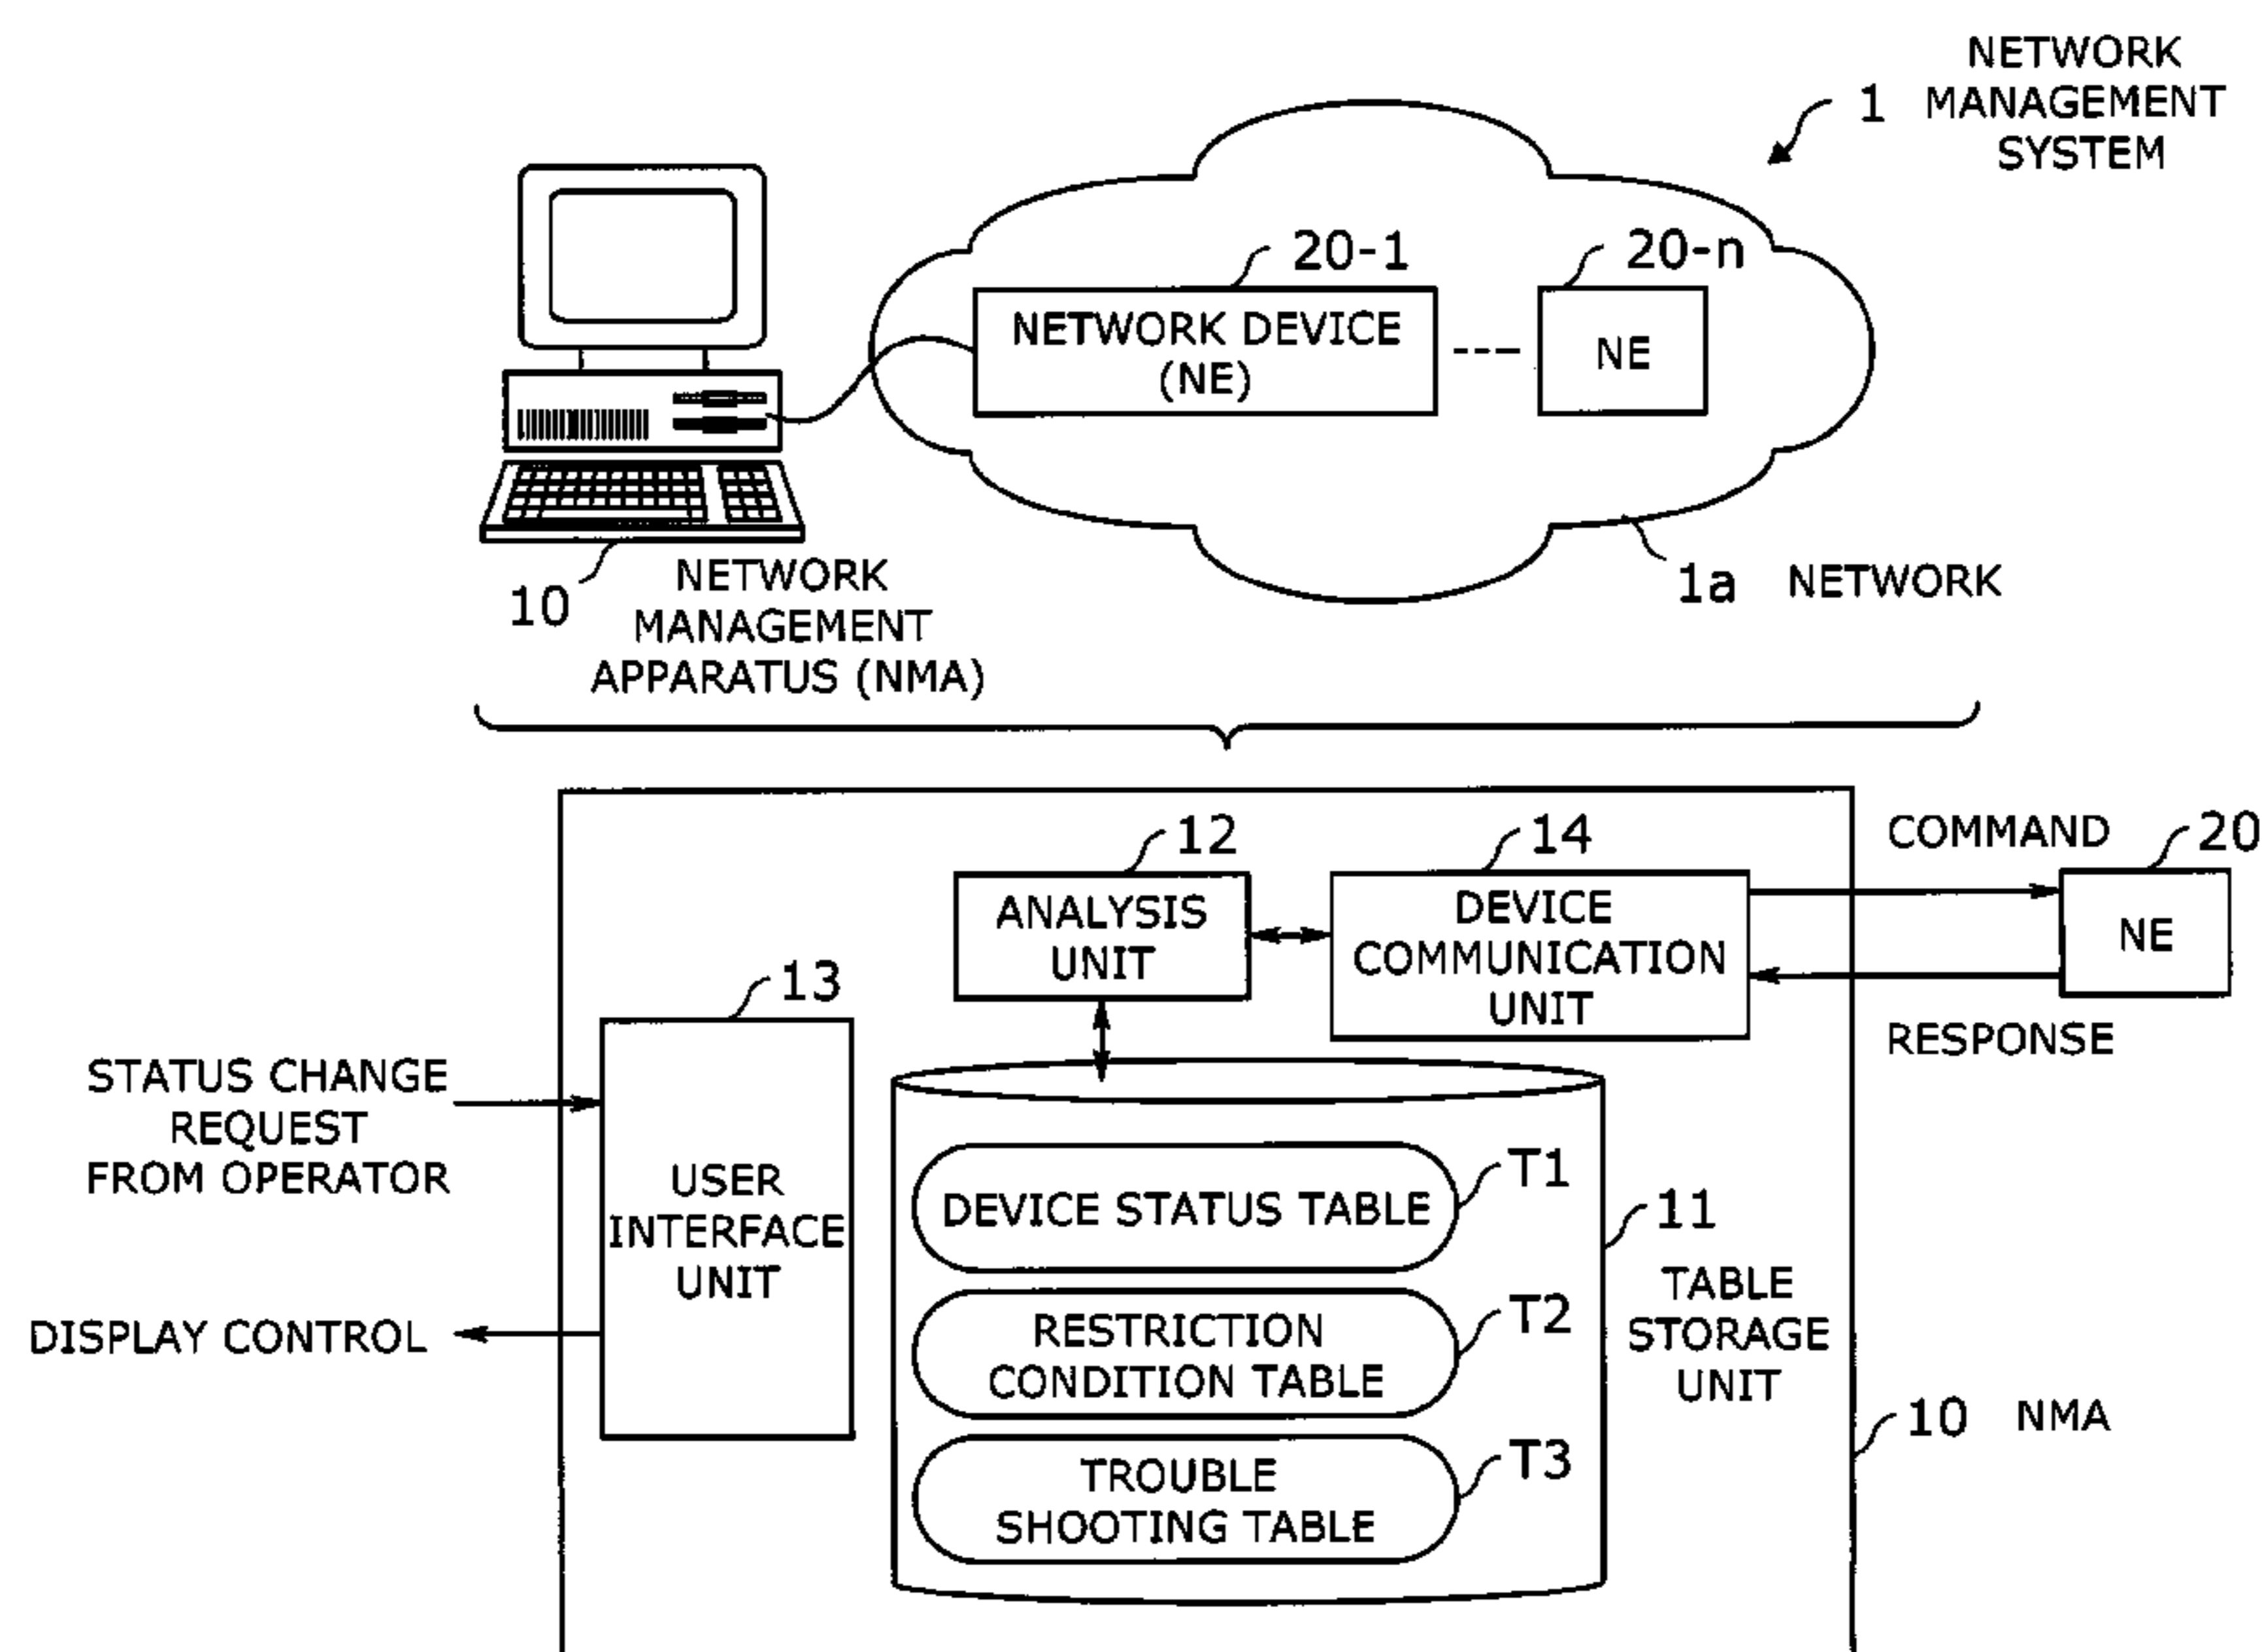 NETWORK
1 MANAGEMENT
SYSTEM
20-1
20-n
NETWORK DEVICE
(NE)
NE
10
NETWORK
MANAGEMENT
APPARATUS (NMA)
1a NETWORK
12
14
COMMAND
20
ANALYSIS
UNIT
DEVICE
COMMUNICATION
UNIT
NE
13
RESPONSE
STATUS CHANGE
REQUEST
FROM OPERATOR
USER
INTERFACE
UNIT
DISPLAY CONTROL
T1
DEVICE STATUS TABLE
11
TABLE
STORAGE
UNIT
T2
RESTRICTION
CONDITION TABLE
10 NMA
T3
TROUBLE
SHOOTING TABLE